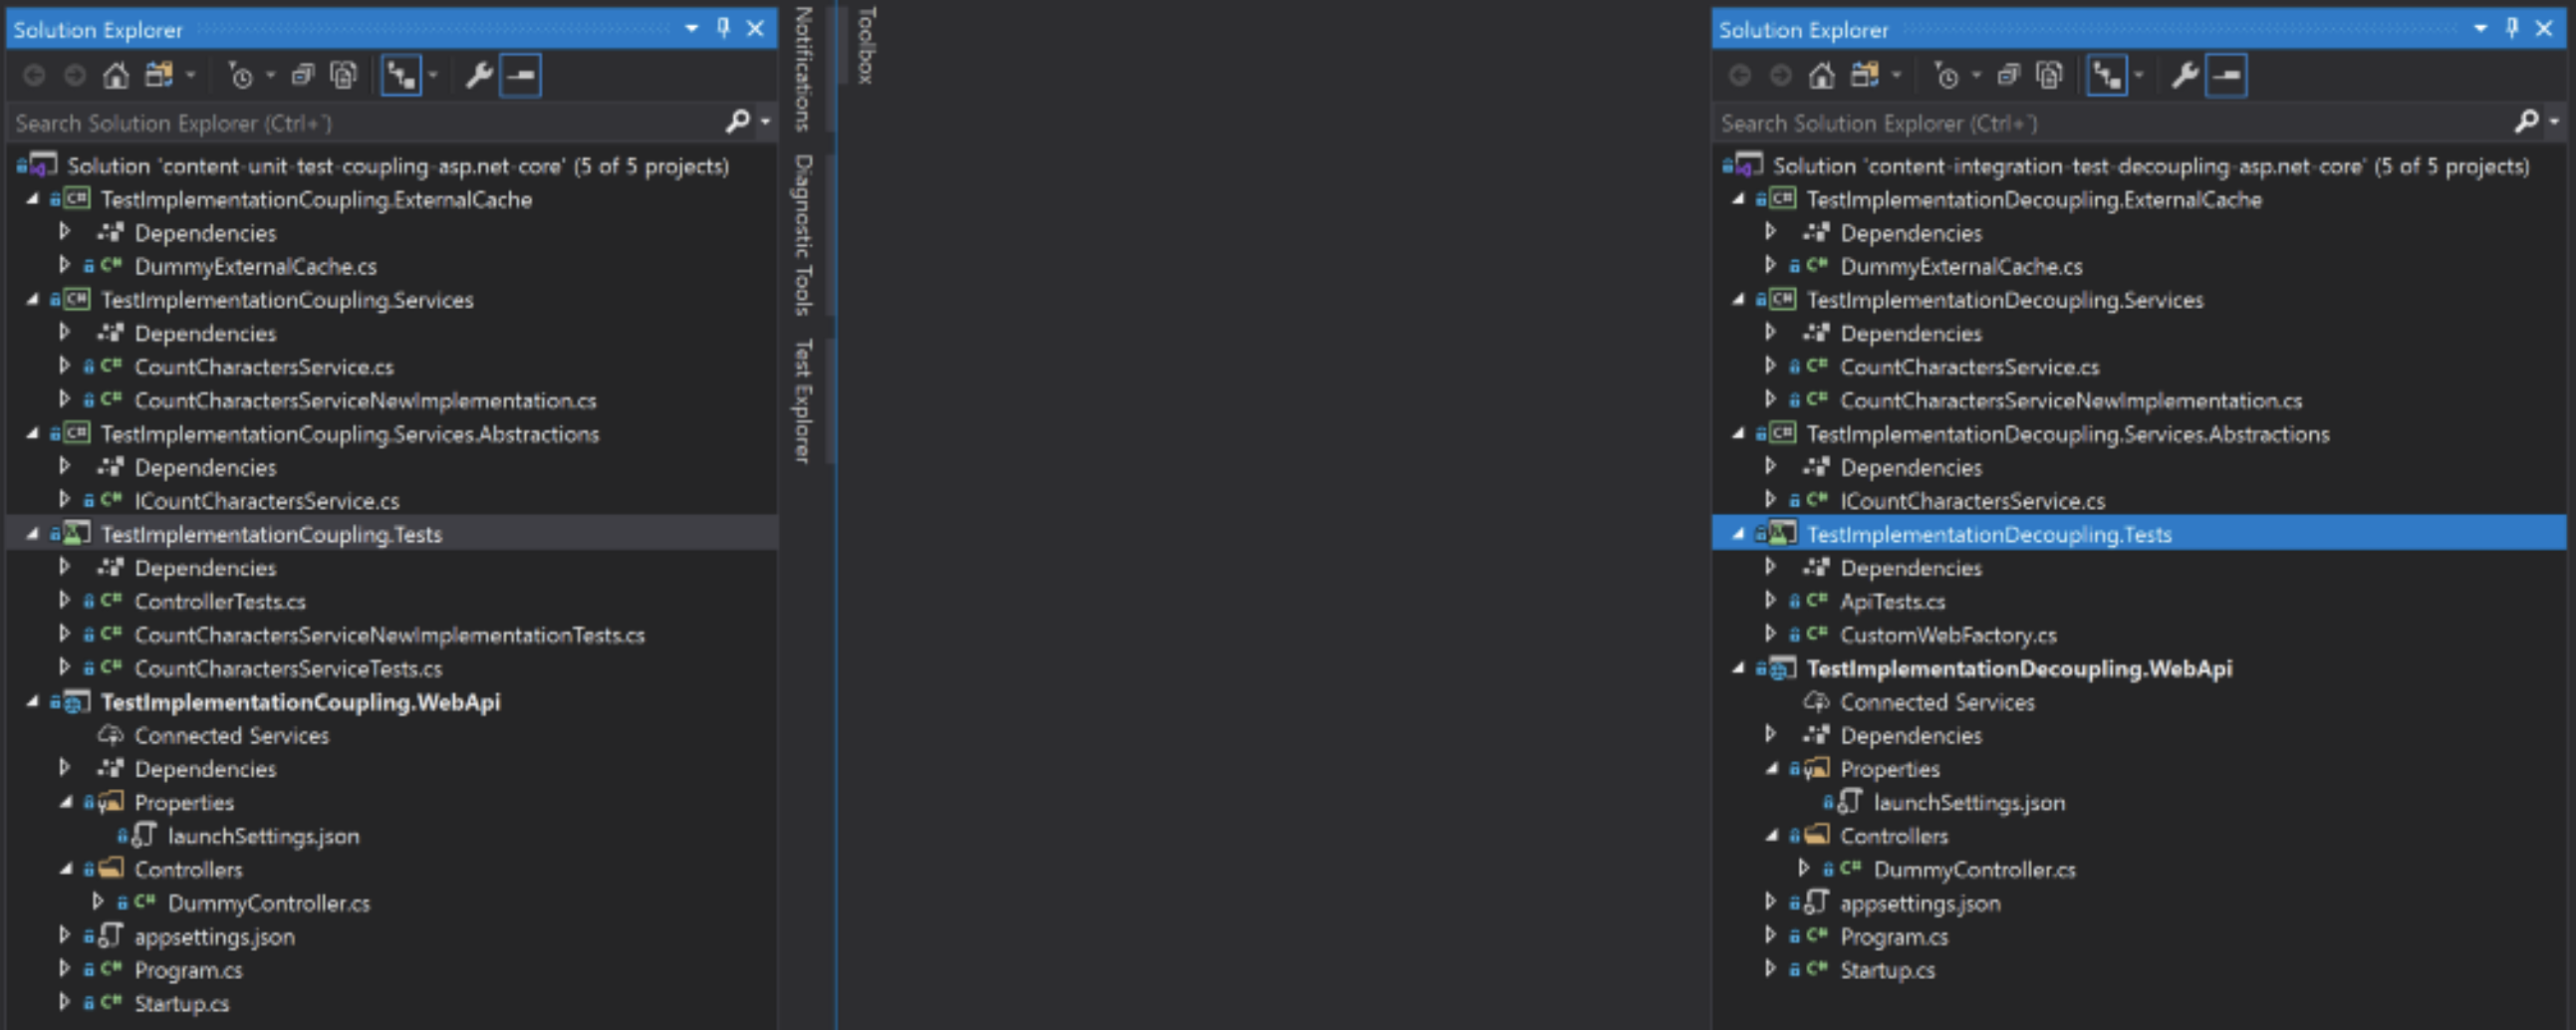 Solution Explorer
Search Solution Explorer (Ctrl+¨)
Solution 'content-unit-test-coupling-asp.net-core' (5 of 5 projects)
TestImplementationCoupling.ExternalCache
Dependencies
DummyExternalCache.cs
TestImplementationCoupling.Services
Dependencies
CountCharactersService.cs
CountCharactersServiceNewImplementation.cs
TestImplementationCoupling.Services.Abstractions
Dependencies
ICountCharactersService.cs
TestImplementationCoupling.Tests
Dependencies
ControllerTests.cs
CountCharactersServiceNewImplementationTests.cs
CountCharactersServiceTests.cs
TestImplementationCoupling.WebApi
Connected Services
Dependencies
Properties
launchSettings.json
Controllers
DummyController.cs
appsettings.json
Program.cs
Startup.cs
Notifications
Diagnostic Tools
Test Explorer
Toolbox
Solution Explorer
Search Solution Explorer (Ctrl+¨)
Solution 'content-integration-test-decoupling-asp.net-core' (5 of 5 projects)
TestImplementationDecoupling.ExternalCache
Dependencies
DummyExternalCache.cs
TestImplementationDecoupling.Services
Dependencies
CountCharactersService.cs
CountCharactersServiceNewImplementation.cs
TestImplementationDecoupling.Services.Abstractions
Dependencies
ICountCharactersService.cs
TestImplementationDecoupling.Tests
Dependencies
ApiTests.cs
CustomWebFactory.cs
TestImplementationDecoupling.WebApi
Connected Services
Dependencies
Properties
launchSettings.json
Controllers
DummyController.cs
appsettings.json
Program.cs
Startup.cs